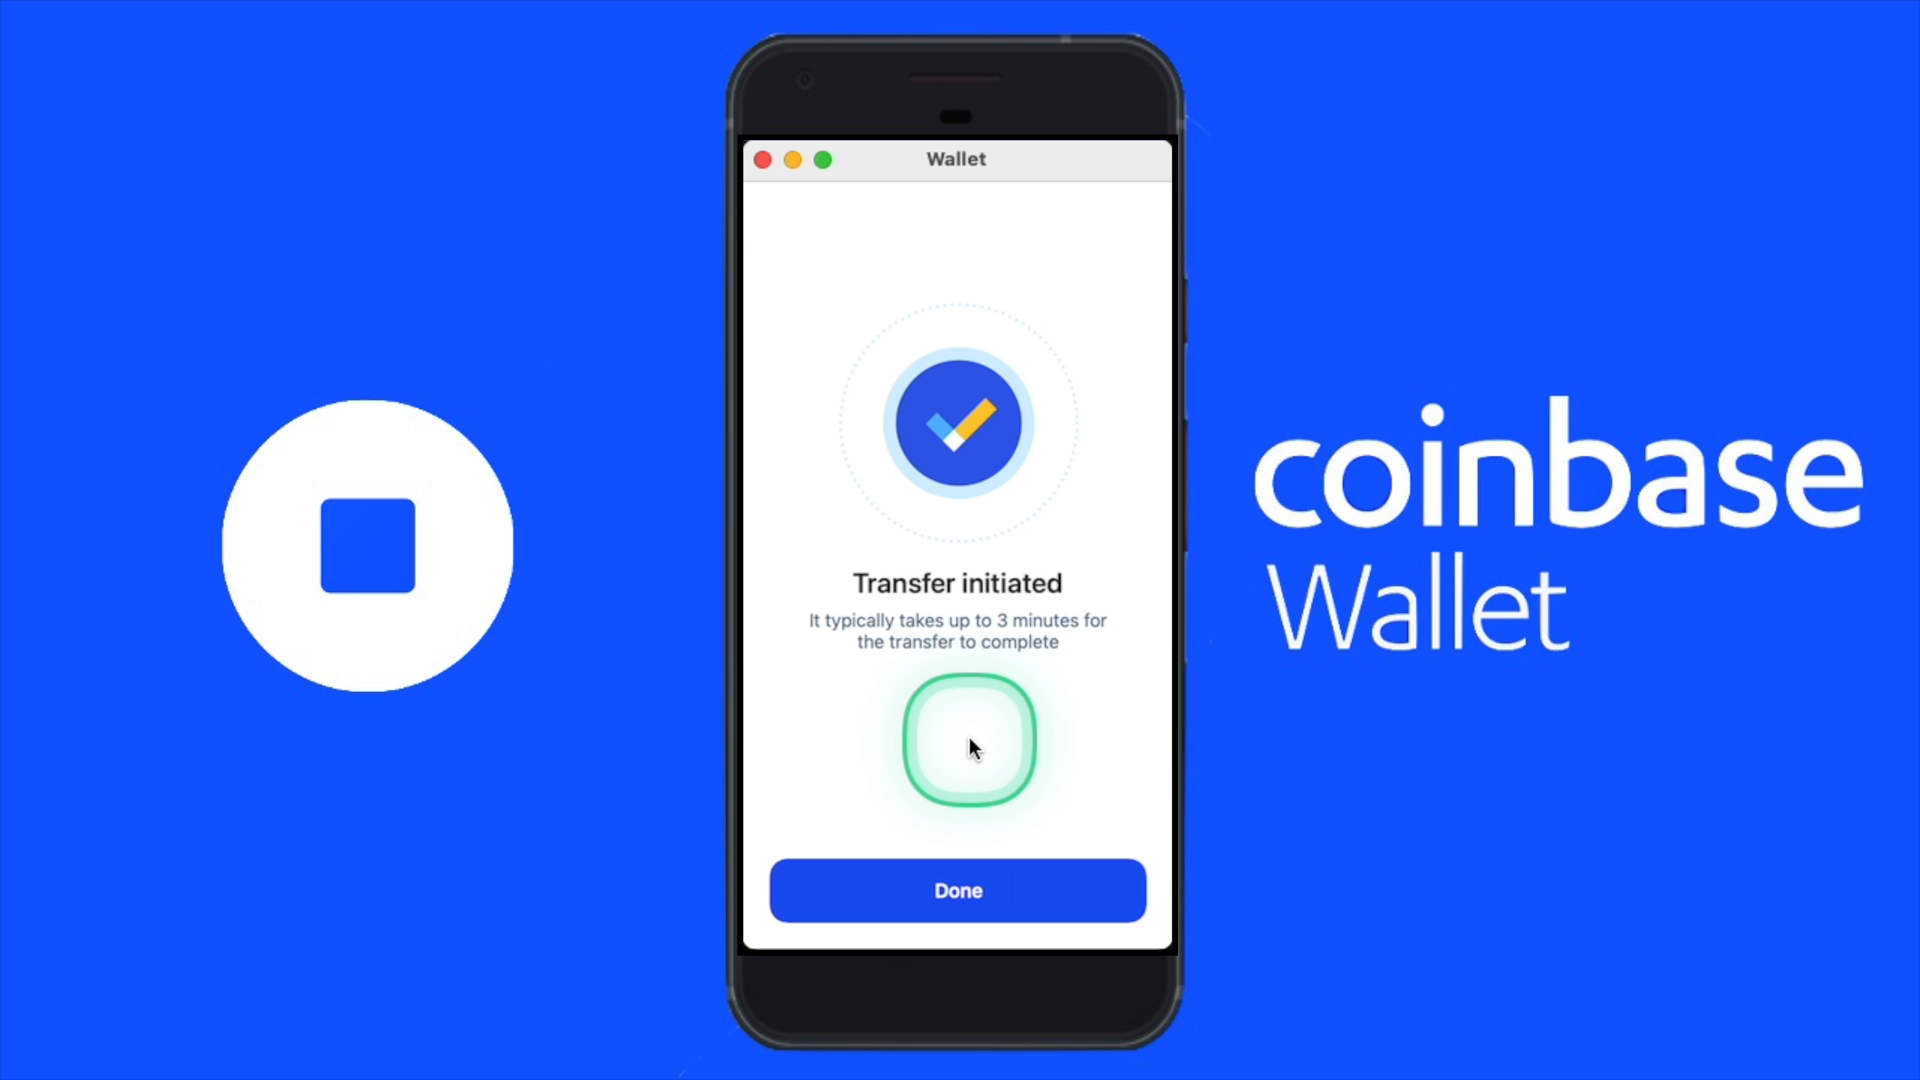 Wallet
Transfer initiated
It typically takes up to 3 minutes for
the transfer to complete
Done
coinbase
Wallet